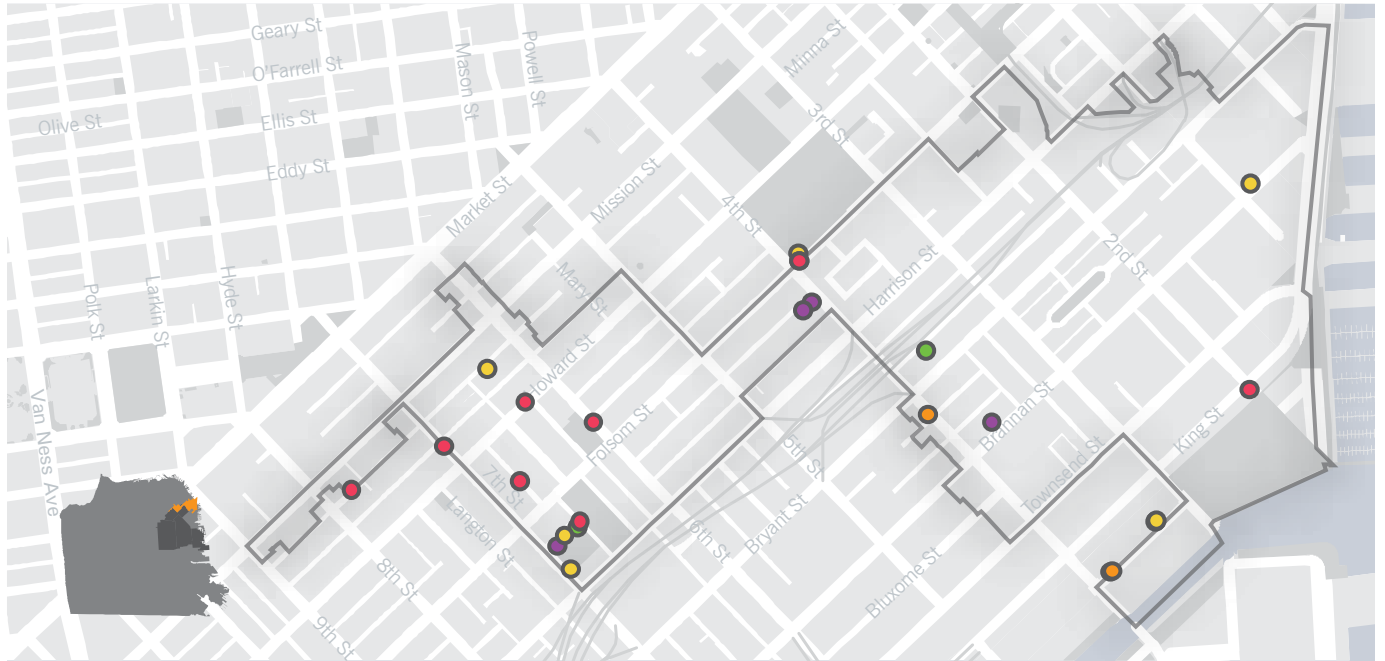 Geary St
O'Farrell St
Ellis St
Eddy St
Olive St
Mason St
Powell St
Minna St
3rd St
Market St
Mission St
4th St
Mary St
Harrison St
2nd St
Polk St
Larkin St
Hyde St
Howard St
Folsom St
Brannan St
King St
Van Ness Ave
7th St
5th St
Townsend St
Langton St
6th St
Bryant St
8th St
Bluxome St
9th St